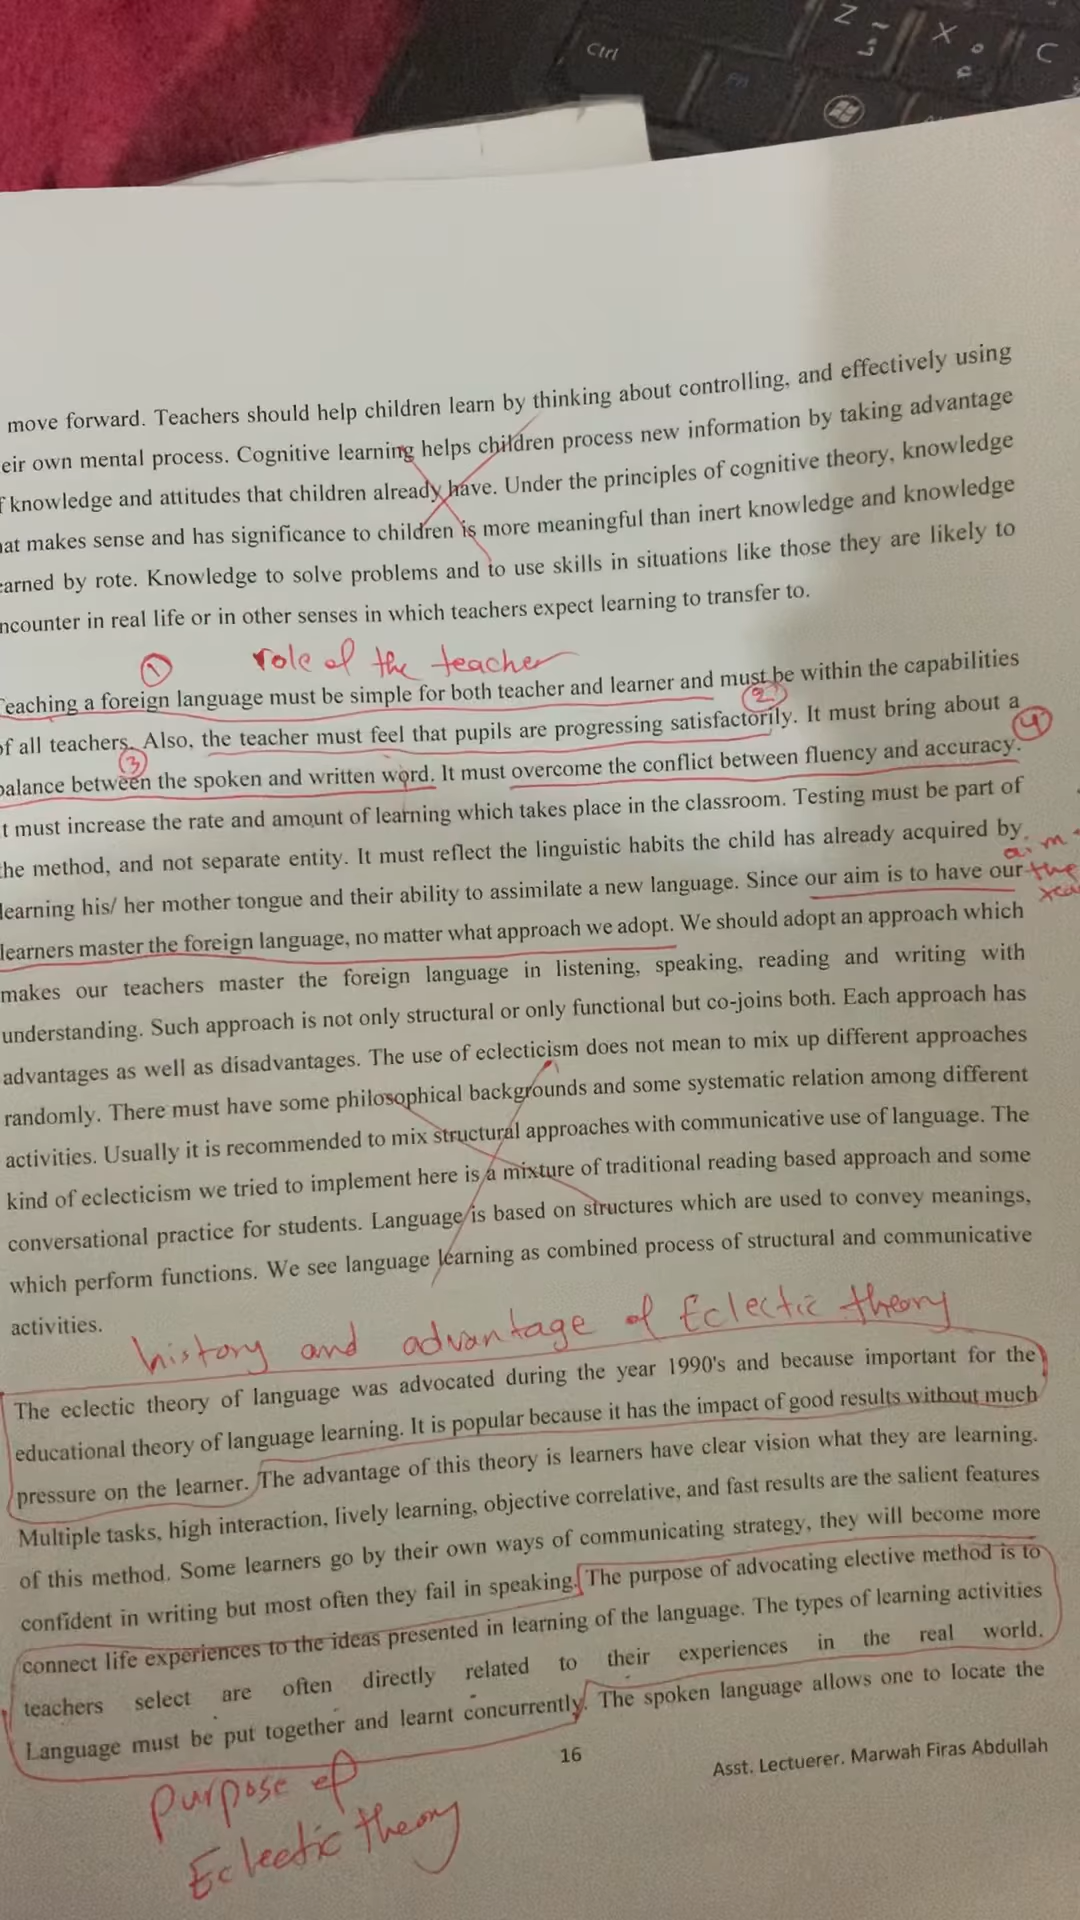 Z
X
C
Ctrl
Fn
move forward. Teachers should help children learn by thinking about controlling, and effectively using
eir own mental process. Cognitive learning helps children process new information by taking advantage
f knowledge and attitudes that children already have. Under the principles of cognitive theory, knowledge
hat makes sense and has significance to children is more meaningful than inert knowledge and knowledge
earned by rote. Knowledge to solve problems and to use skills in situations like those they are likely to
ncounter in real life or in other senses in which teachers expect learning to transfer to.
1 role of the teacher
Teaching a foreign language must be simple for both teacher and learner and must be within the capabilities
2
of all teachers. Also, the teacher must feel that pupils are progressing satisfactorily. It must bring about a
3 4
balance between the spoken and written word. It must overcome the conflict between fluency and accuracy.
t must increase the rate and amount of learning which takes place in the classroom. Testing must be part of
the method, and not separate entity. It must reflect the linguistic habits the child has already acquired by
aim
learning his/ her mother tongue and their ability to assimilate a new language. Since our aim is to have our
the
learners master the foreign language, no matter what approach we adopt. We should adopt an approach which
makes our teachers master the foreign language in listening, speaking, reading and writing with
understanding. Such approach is not only structural or only functional but co-joins both. Each approach has
advantages as well as disadvantages. The use of eclecticism does not mean to mix up different approaches
randomly. There must have some philosophical backgrounds and some systematic relation among different
activities. Usually it is recommended to mix structural approaches with communicative use of language. The
kind of eclecticism we tried to implement here is a mixture of traditional reading based approach and some
conversational practice for students. Language is based on structures which are used to convey meanings,
which perform functions. We see language learning as combined process of structural and communicative
activities.
history and advantage of Eclectic theory
The eclectic theory of language was advocated during the year 1990's and because important for the
educational theory of language learning. It is popular because it has the impact of good results without much
pressure on the learner. The advantage of this theory is learners have clear vision what they are learning.
Multiple tasks, high interaction, lively learning, objective correlative, and fast results are the salient features
of this method. Some learners go by their own ways of communicating strategy, they will become more
confident in writing but most often they fail in speaking. The purpose of advocating elective method is to
connect life experiences to the ideas presented in learning of the language. The types of learning activities
teachers select are often directly related to their experiences in the real world.
Language must be put together and learnt concurrently. The spoken language allows one to locate the
16
Asst. Lectuerer. Marwah Firas Abdullah
purpose of
Eclectic theory